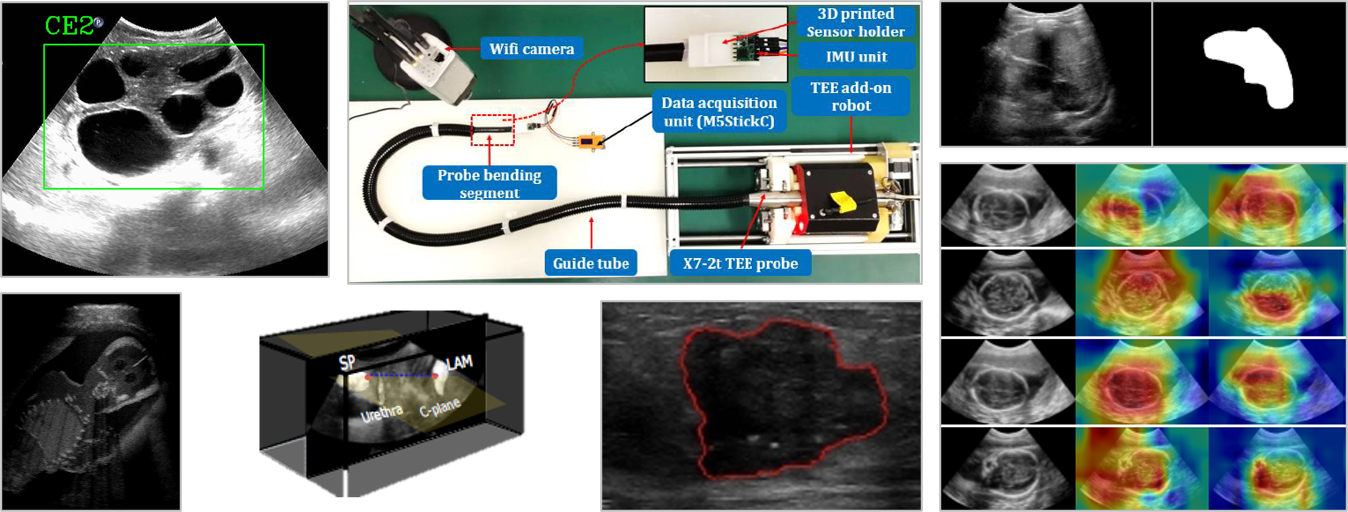 CE2®
Wifi camera
3D printed
Sensor holder
IMU unit
TEE add-on
robot
Data acquisition
unit (M5StickC)
Probe bending
segment
Guide tube
X7-2t TEE probe
SP
LAM
Urethra
C-plane